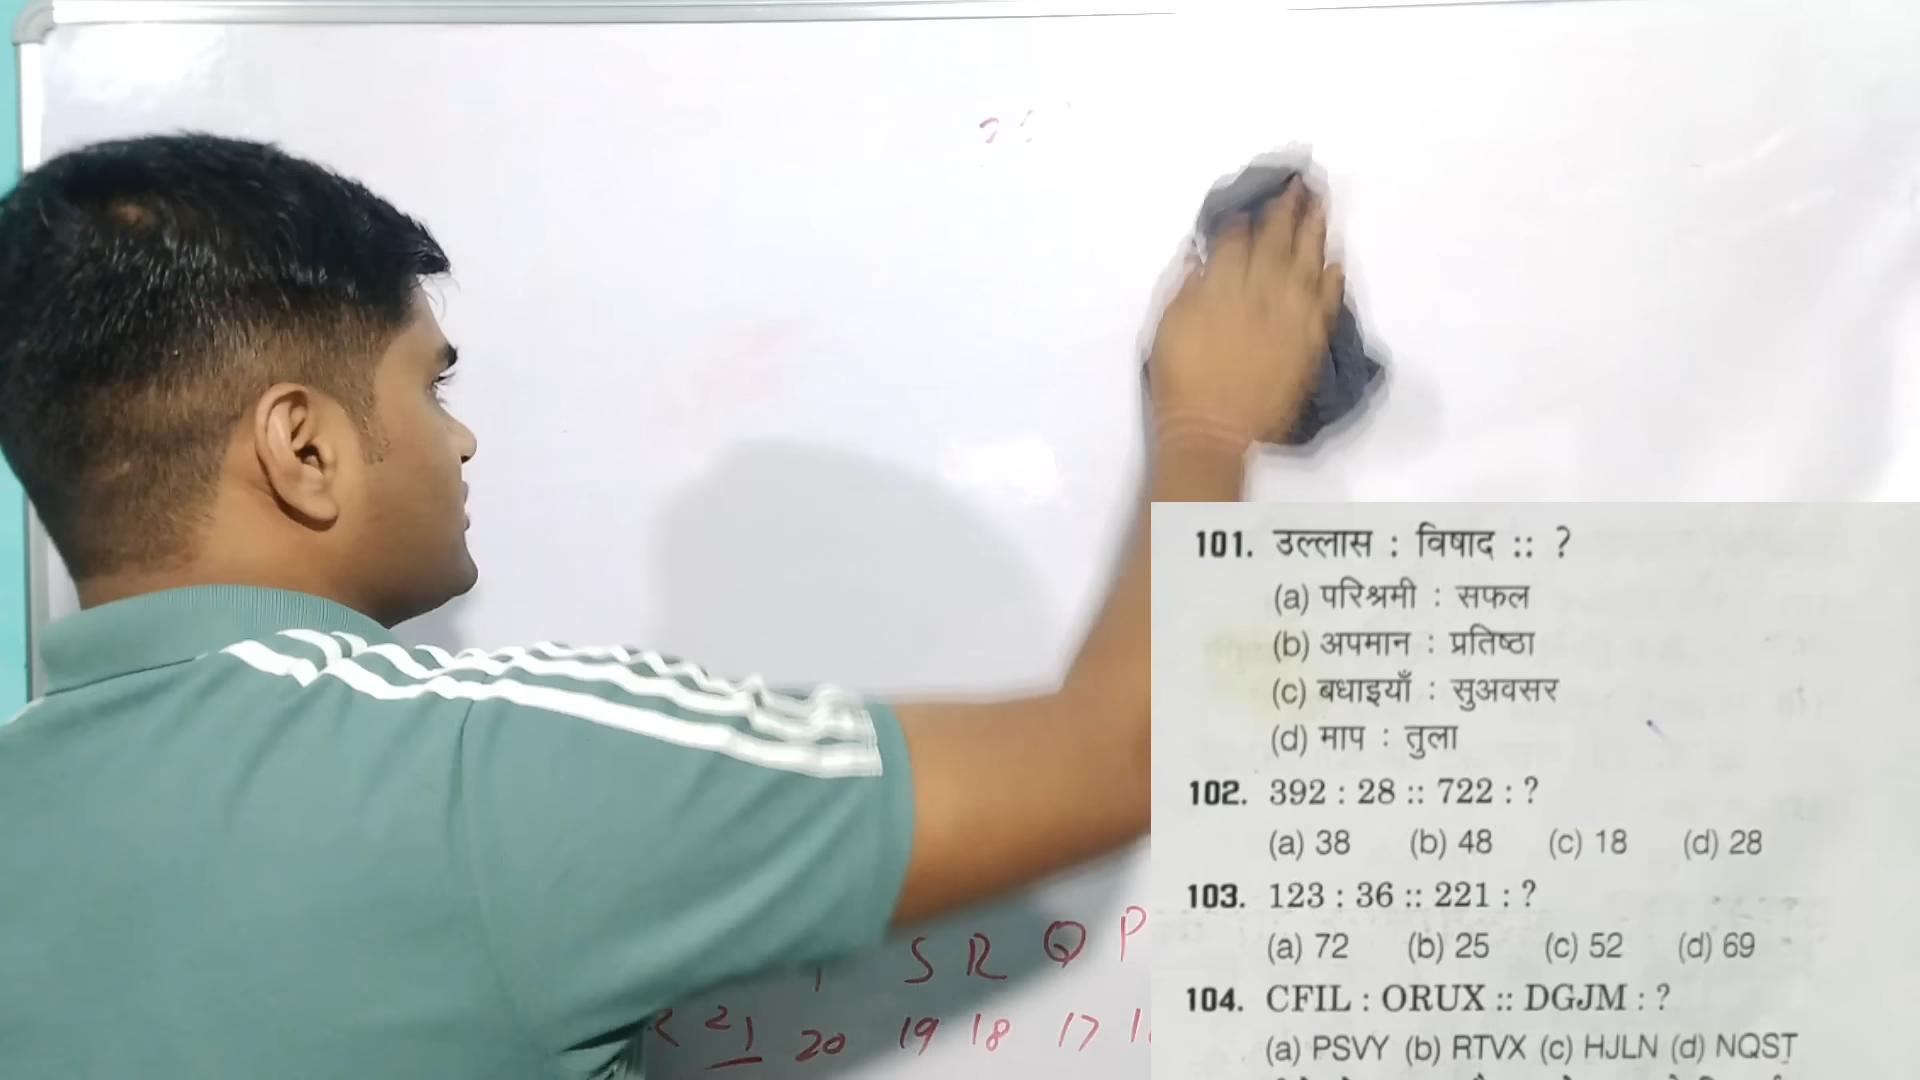 101. उल्लास : विषाद :: ?
(a) परिश्रमी : सफल
(b) अपमान : प्रतिष्ठा
(c) बधाइयाँ : सुअवसर
(d) माप : तुला
102. 392 : 28 :: 722 : ?
(a) 38 (b) 48 (c) 18 (d) 28
103. 123 : 36 :: 221 : ?
(a) 72 (b) 25 (c) 52 (d) 69
104. CFIL : ORUX :: DGJM : ?
(a) PSVY (b) RTVX (c) HJLN (d) NQST
S R Q P
21 20 19 18 17